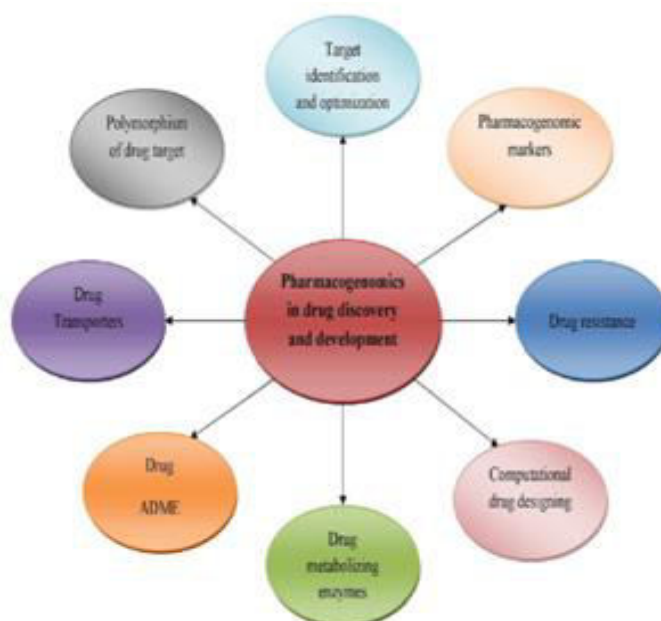 Target
identification
and optimization
Pharmacogenomic
markers
Polymorphism
of drug target
Pharmacogenomics
in drug discovery
and development
Drug
Transporters
Drug resistance
Drug
ADME
Computational
drug designing
Drug
metabolizing
enzymes